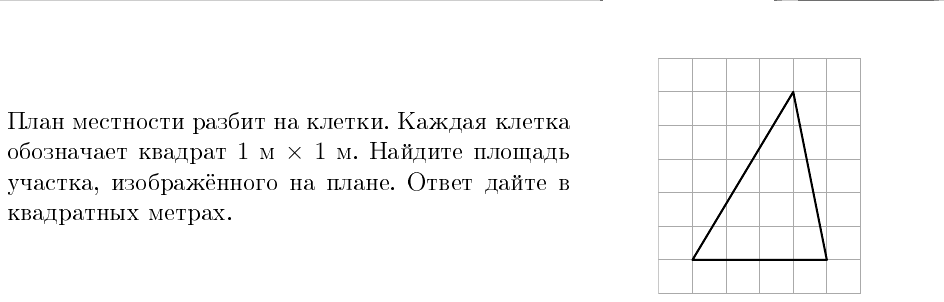 План местности разбит на клетки. Каждая клетка
обозначает квадрат 1 м × 1 м. Найдите площадь
участка, изображённого на плане. Ответ дайте в
квадратных метрах.